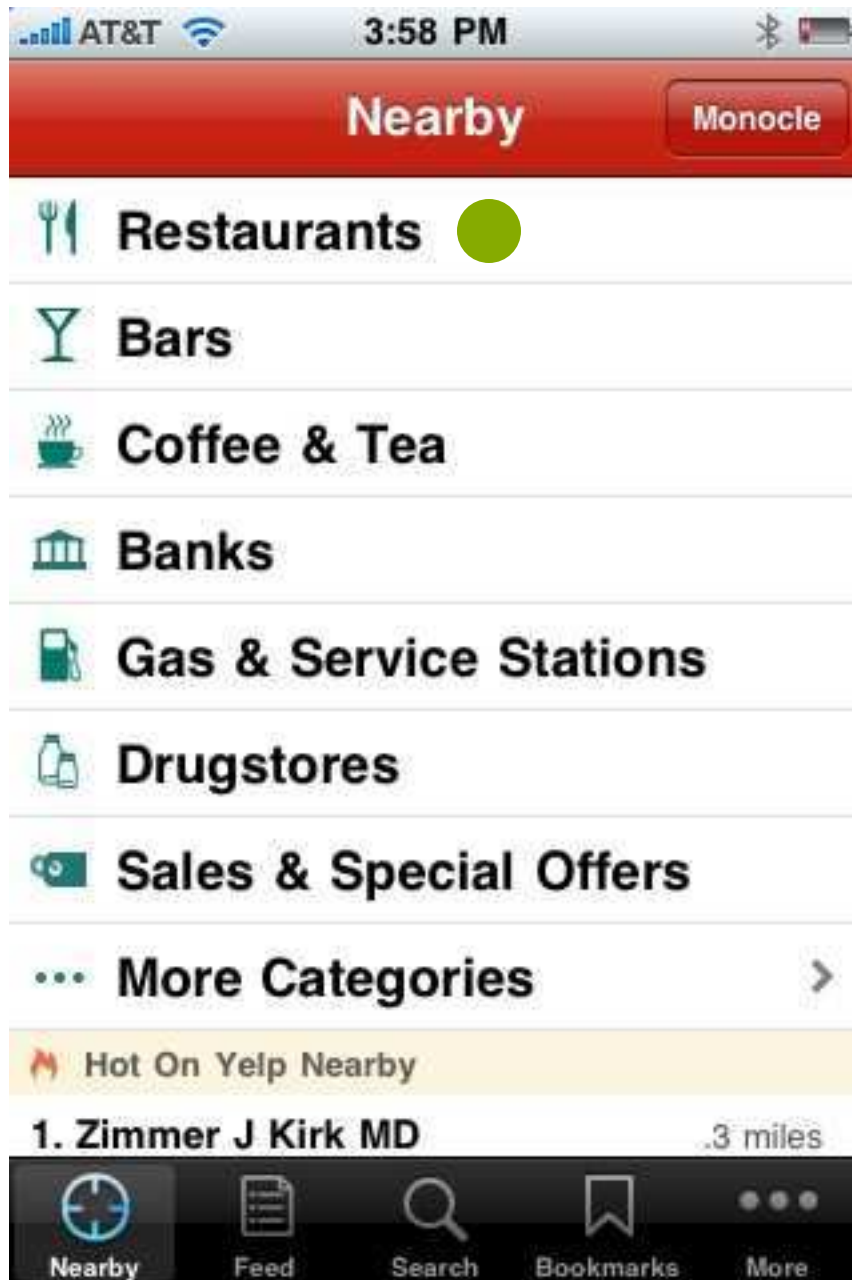 AT&T 3:58 PM
Nearby Monocle
Restaurants
Bars
Coffee & Tea
Banks
Gas & Service Stations
Drugstores
Sales & Special Offers
More Categories
Hot On Yelp Nearby
1. Zimmer J Kirk MD .3 miles
Nearby Feed Search Bookmarks More